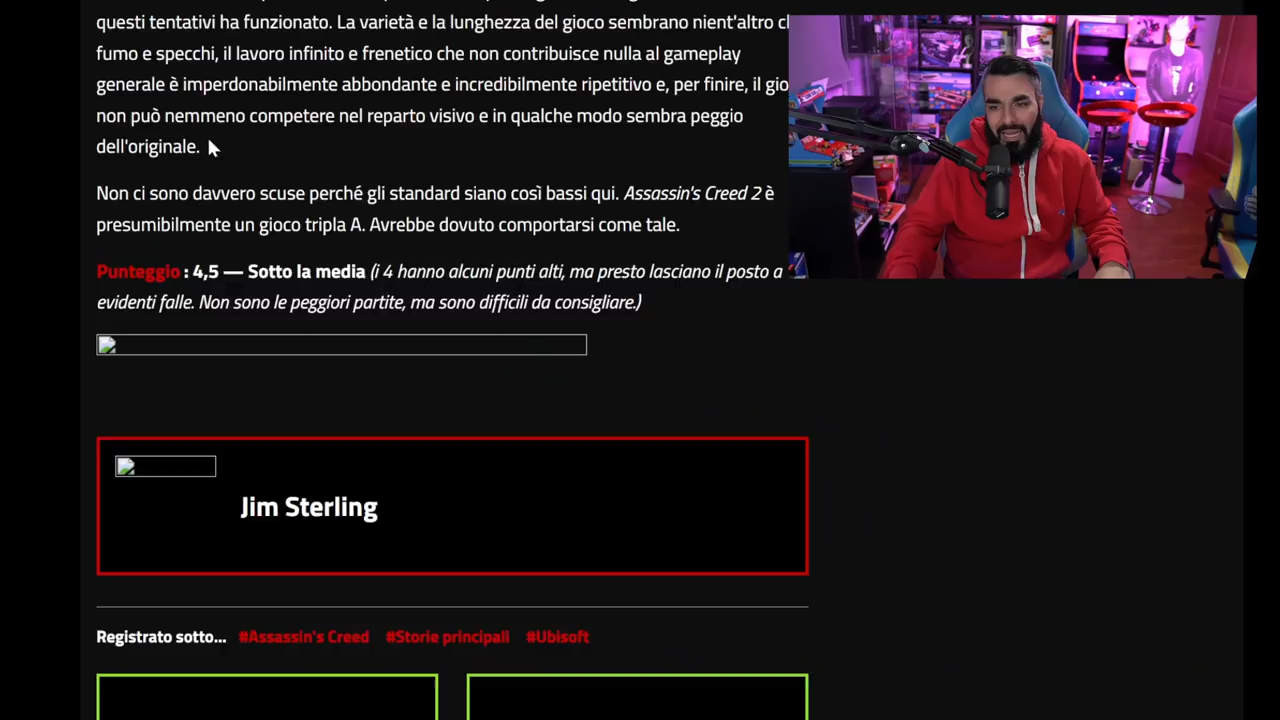 questi tentativi ha funzionato. La varietà e la lunghezza del gioco sembrano nient'altro
fumo e specchi, il lavoro infinito e frenetico che non contribuisce nulla al gameplay
generale è imperdonabilmente abbondante e incredibilmente ripetitivo e, per finire, il
non può nemmeno competere nel reparto visivo e in qualche modo sembra peggio
dell'originale.
Non ci sono davvero scuse perché gli standard siano così bassi qui. Assassin's Creed 2 è
presumibilmente un gioco tripla A. Avrebbe dovuto comportarsi come tale.
Punteggio : 4,5 — Sotto la media (i 4 hanno alcuni punti alti, ma presto lasciano il posto a
evidenti falle. Non sono le peggiori partite, ma sono difficili da consigliare.)
Jim Sterling
Registrato sotto... #Assassin's Creed #Storie principali #Ubisoft